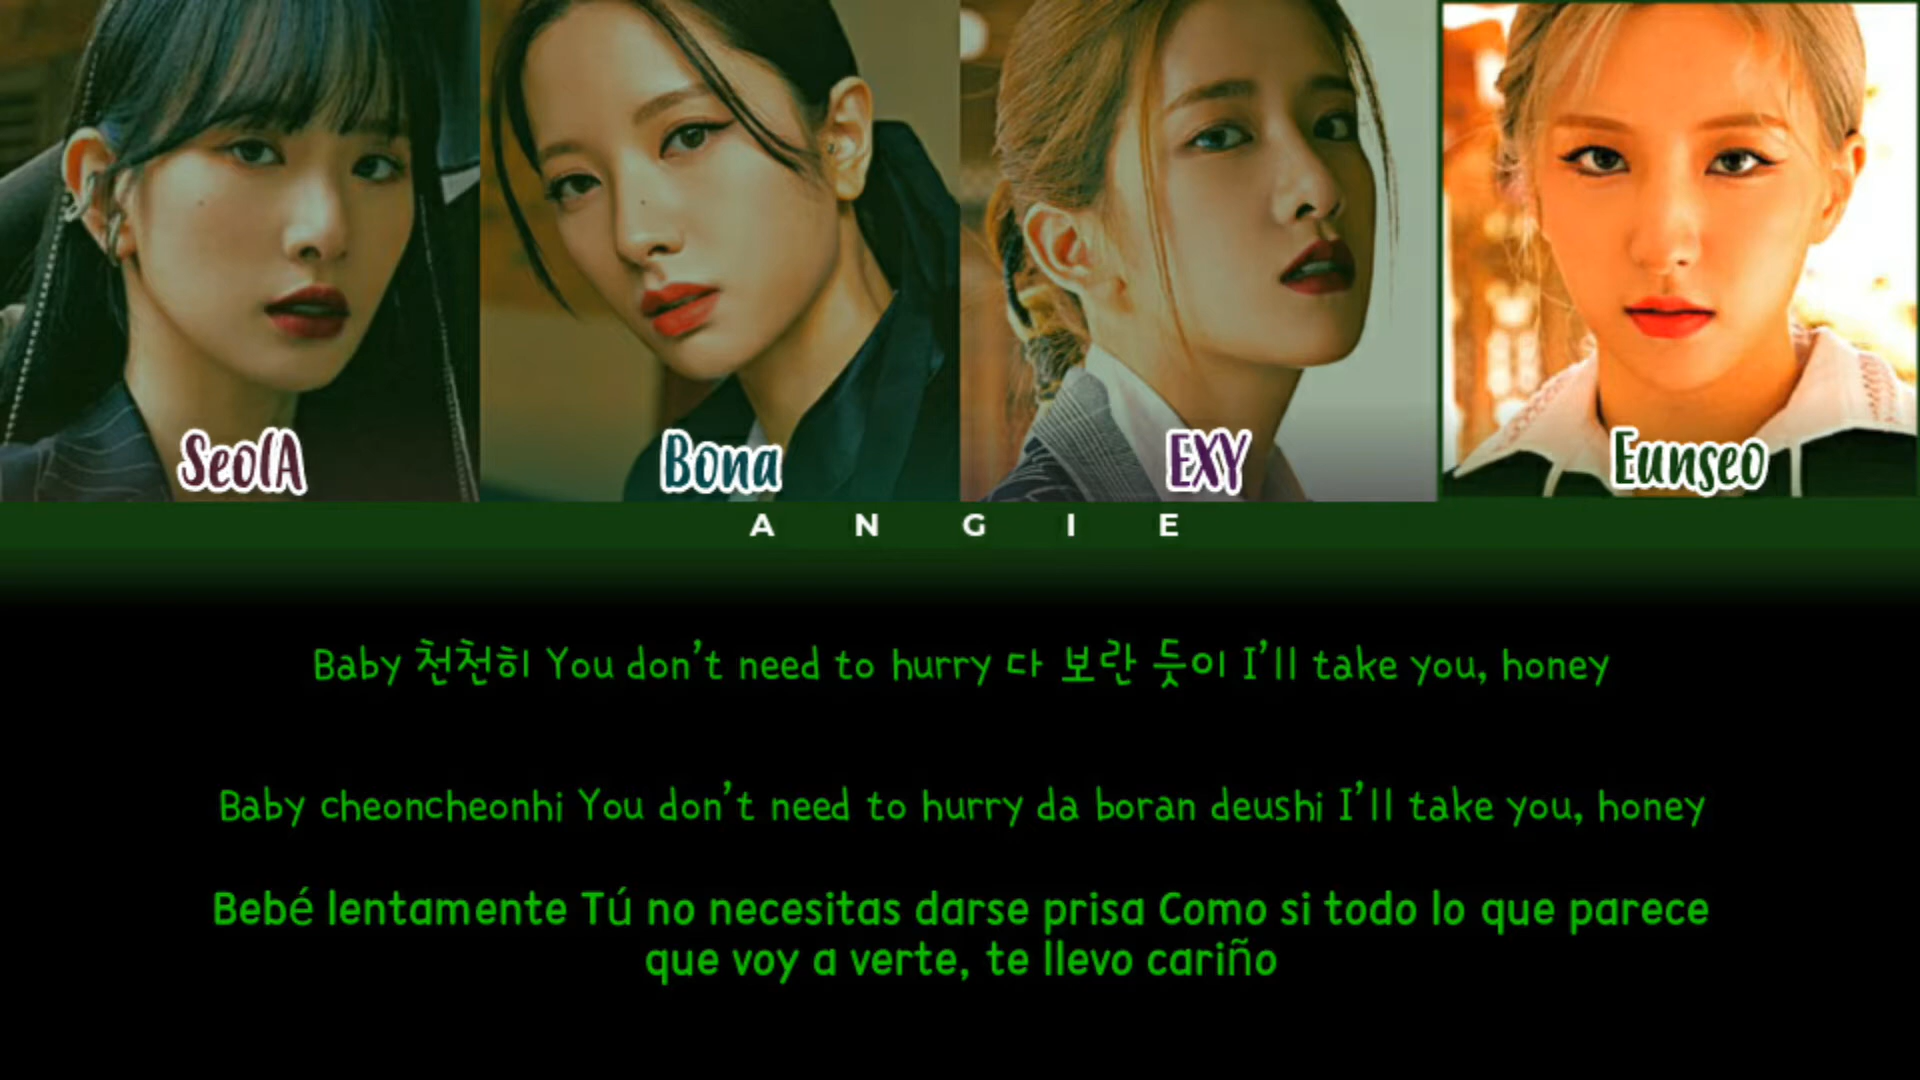 SeolA
Bona
EXY
Eunseo
ANGIE
Baby 천천히 You don't need to hurry 다 보란 듯이 I'll take you, honey
Baby cheoncheonhi You don't need to hurry da boran deushi I'll take you, honey
Bebé lentamente Tú no necesitas darse prisa Como si todo lo que parece
que voy a verte, te llevo cariño